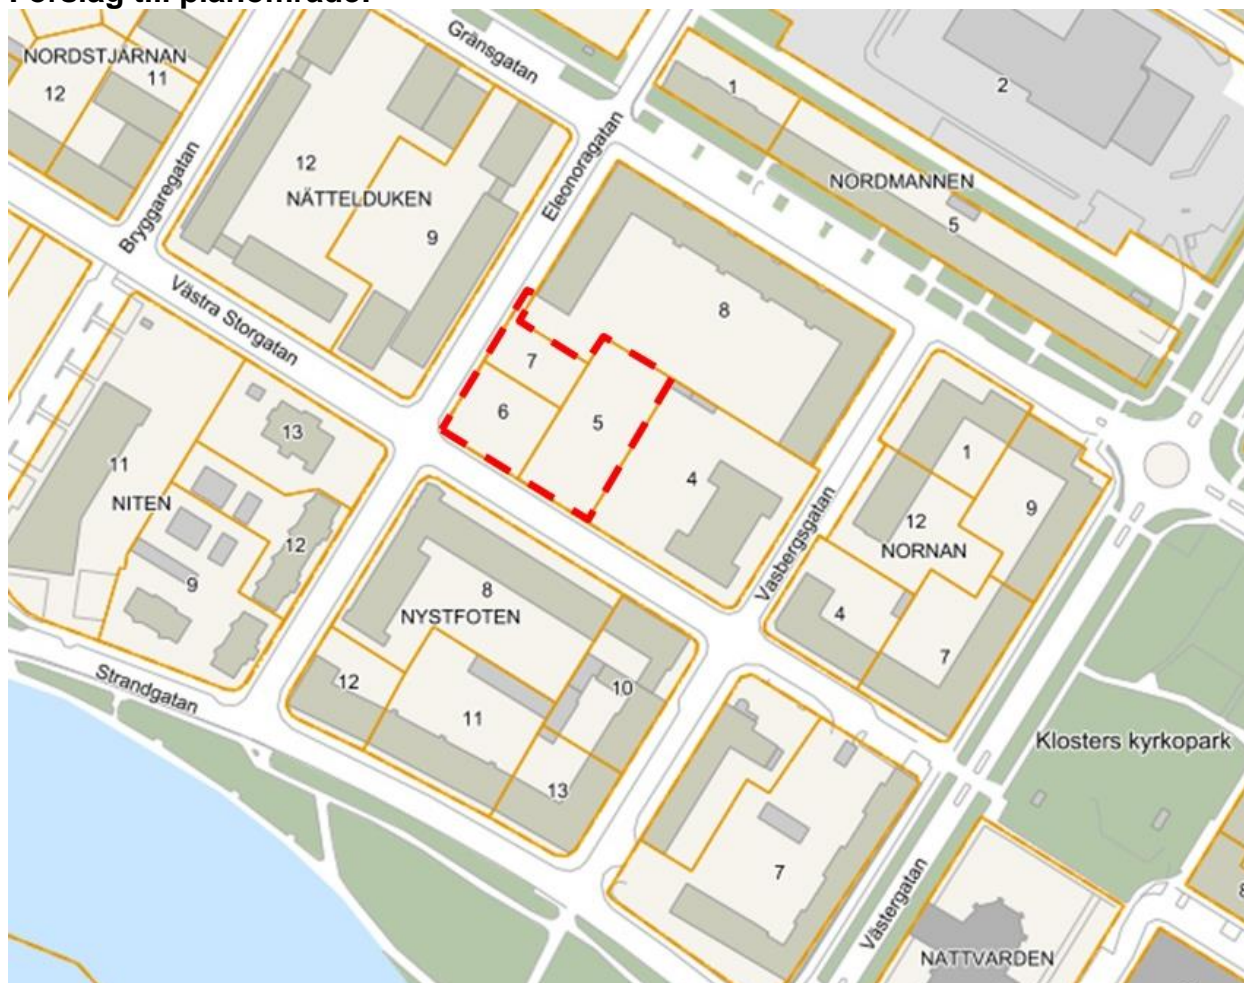 Förslag till planområde.
Gränsgatan
NORDSTJÄRNAN
11
12
1
2
12
NÄTTELDUKEN
9
Bryggaregatan
Eleonoragatan
NORDMANNEN
5
Västra Storgatan
8
7
6
5
4
13
11
NITEN
12
9
1
9
12
NORNAN
4
7
Vasbergsgatan
8
NYSTFOTEN
12
11
10
13
Strandgatan
Klosters kyrkopark
7
Västergatan
8
NATTVARDEN